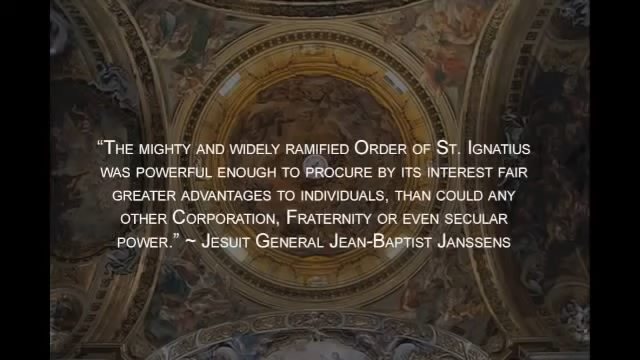 “The mighty and widely ramified Order of St. Ignatius
was powerful enough to procure by its interest fair
greater advantages to individuals, than could any
other Corporation, Fraternity or even secular
power.” ~ Jesuit General Jean-Baptist Janssens